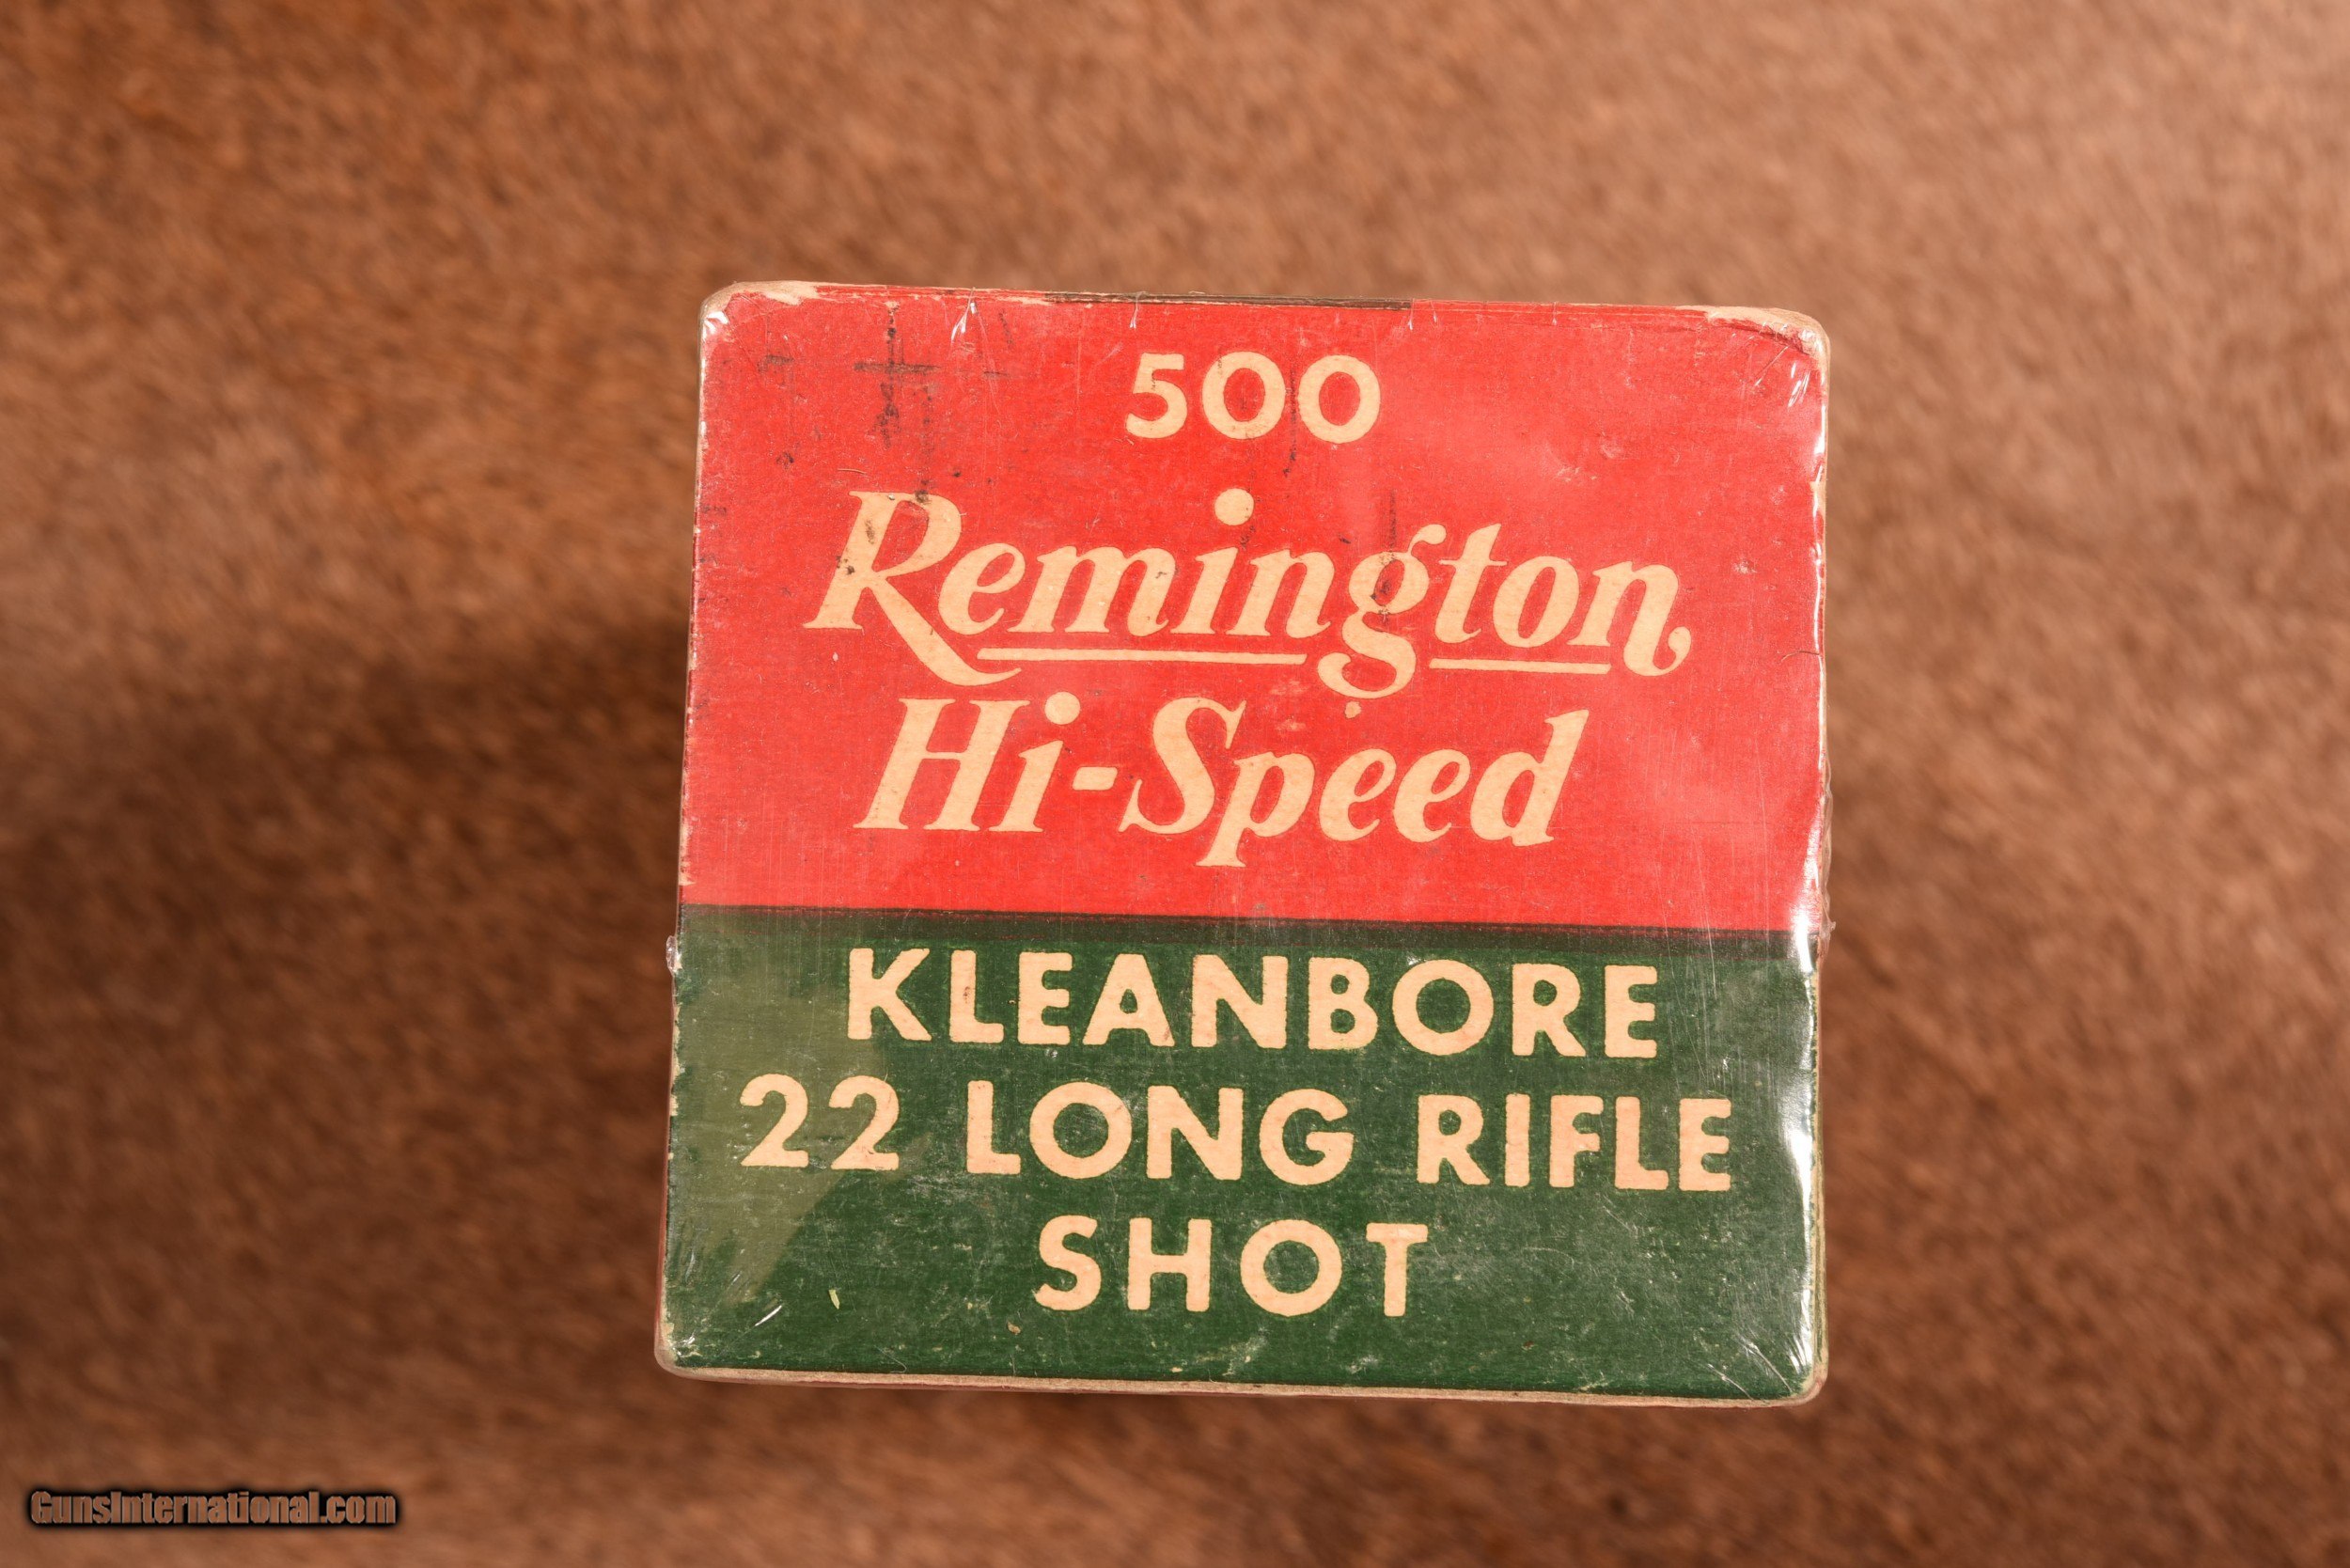 500
Remington
Hi-Speed
KLEANBORE
22 LONG RIFLE
SHOT
GunsInternational.com